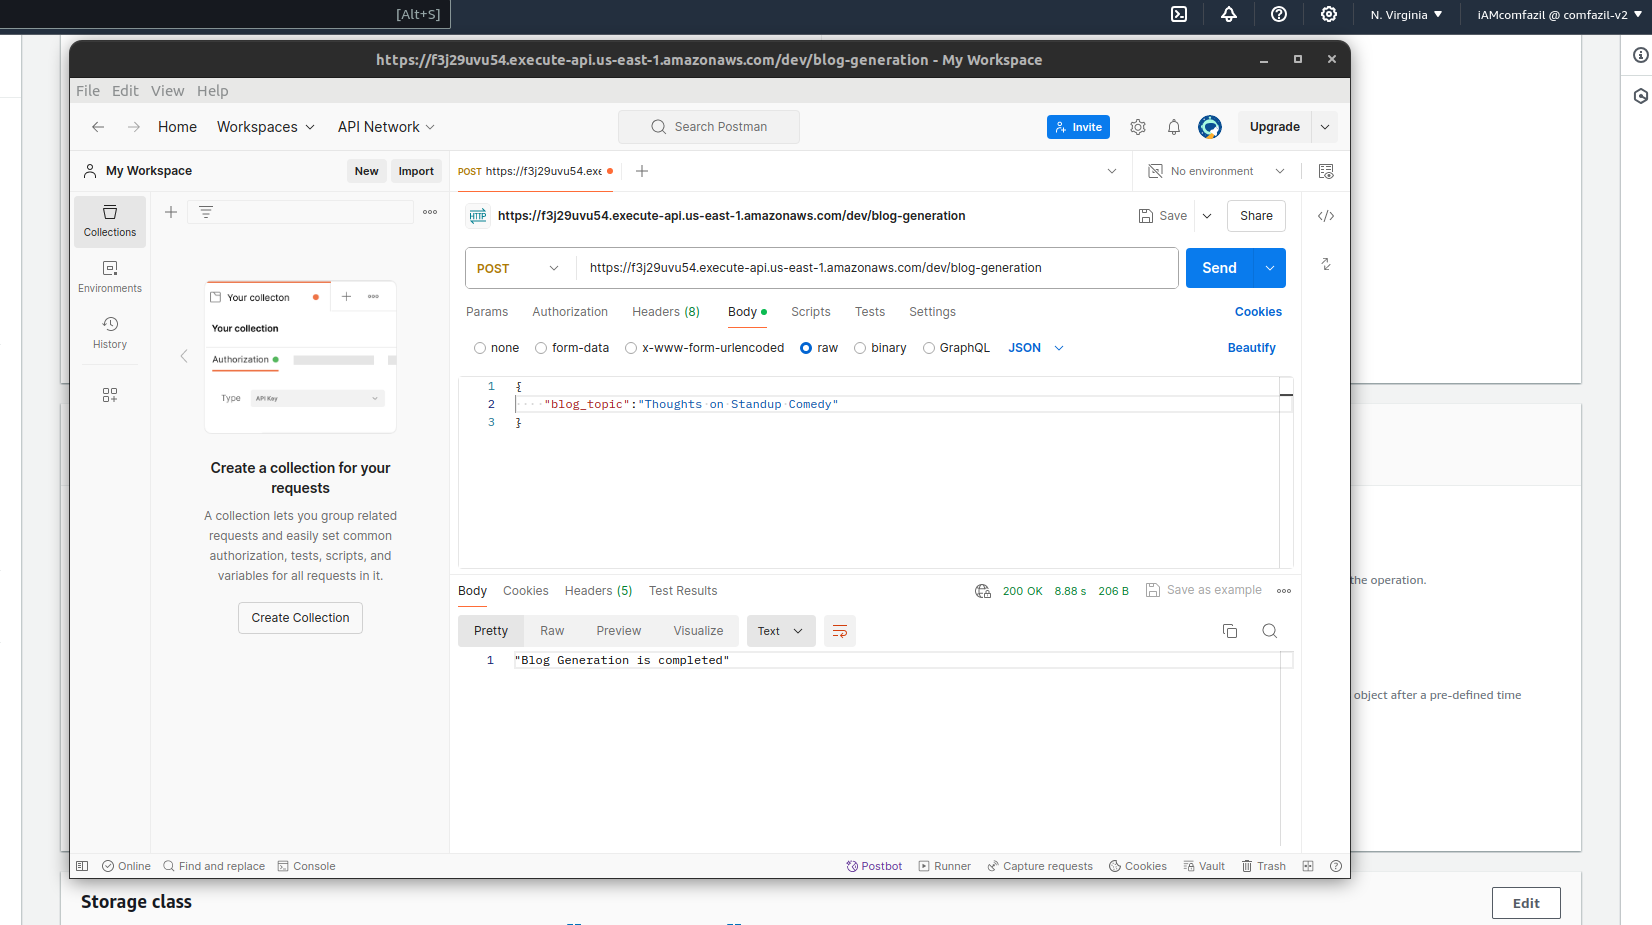 [Alt+S]
N. Virginia
iAMcomfazil @ comfazil-v2
https://f3j29uvu54.execute-api.us-east-1.amazonaws.com/dev/blog-generation - My Workspace
File Edit View Help
Home Workspaces API Network
Search Postman
Invite
Upgrade
My Workspace
New Import
POST https://f3j29uvu54.exe
No environment
Collections
Environments
History
Your collecton
Your collection
Authorization
Type API Key
Create a collection for your
requests
A collection lets you group related
requests and easily set common
authorization, tests, scripts, and
variables for all requests in it.
Create Collection
HTTP https://f3j29uvu54.execute-api.us-east-1.amazonaws.com/dev/blog-generation
Save
Share
POST https://f3j29uvu54.execute-api.us-east-1.amazonaws.com/dev/blog-generation
Send
Params Authorization Headers (8) Body Scripts Tests Settings
Cookies
none form-data x-www-form-urlencoded raw binary GraphQL JSON
Beautify
1 {
2 "blog_topic":"Thoughts on Standup Comedy"
3 }
Body Cookies Headers (5) Test Results
200 OK 8.88 s 206 B Save as example
Pretty Raw Preview Visualize Text
1 "Blog Generation is completed"
the operation.
object after a pre-defined time
Online Find and replace Console
Postbot Runner Capture requests Cookies Vault Trash
Storage class
Edit